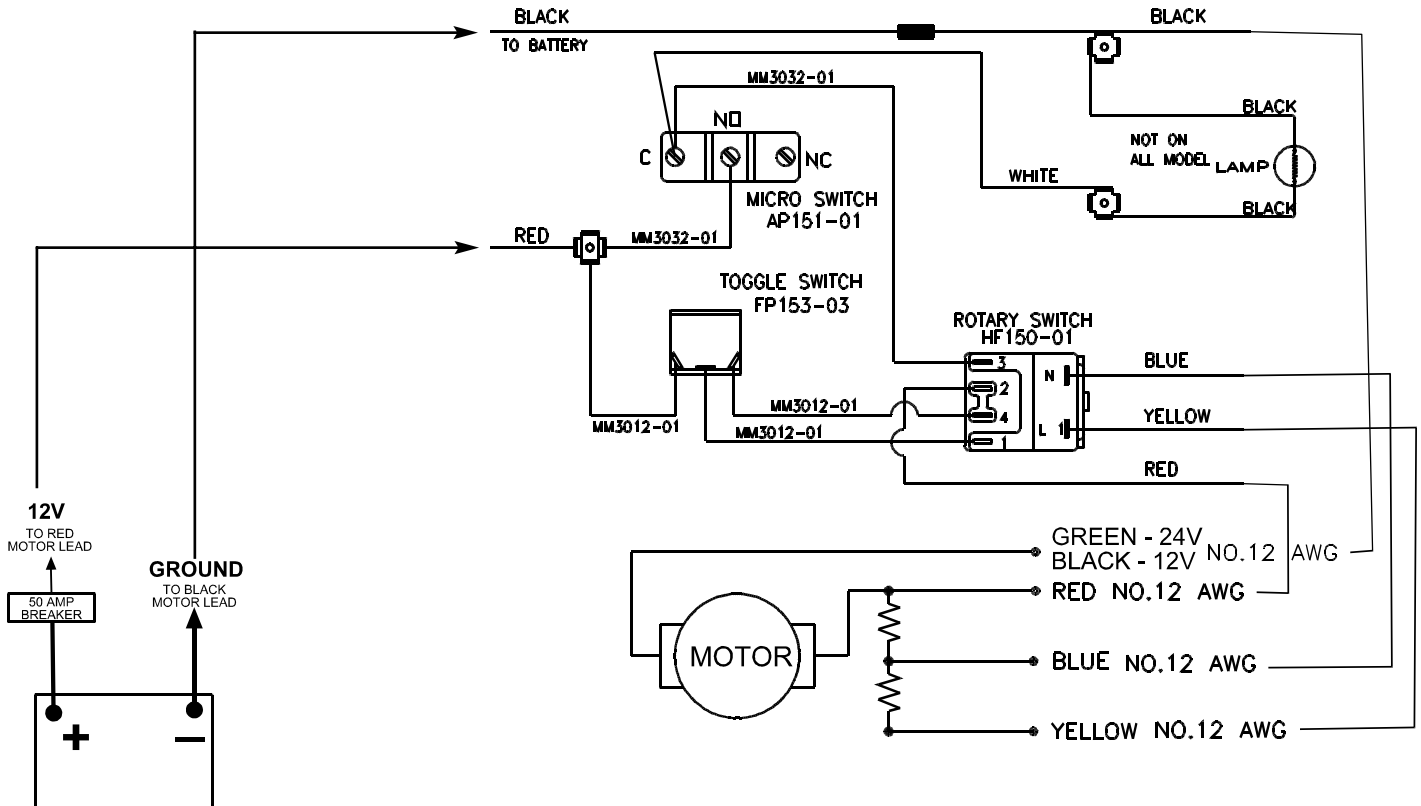 BLACK
TO BATTERY
BLACK
MM3032-01
NO
C
NC
BLACK
NOT ON
ALL MODEL
LAMP
WHITE
BLACK
MICRO SWITCH
AP151-01
RED
MM3032-01
TOGGLE SWITCH
FP153-03
ROTARY SWITCH
HF150-01
3
2
4
1
N
L 1
BLUE
YELLOW
RED
MM3012-01
MM3012-01
MM3012-01
12V
TO RED
MOTOR LEAD
50 AMP
BREAKER
GROUND
TO BLACK
MOTOR LEAD
+
−
MOTOR
GREEN - 24V
BLACK - 12V
NO.12 AWG
RED NO.12 AWG
BLUE NO.12 AWG
YELLOW NO.12 AWG